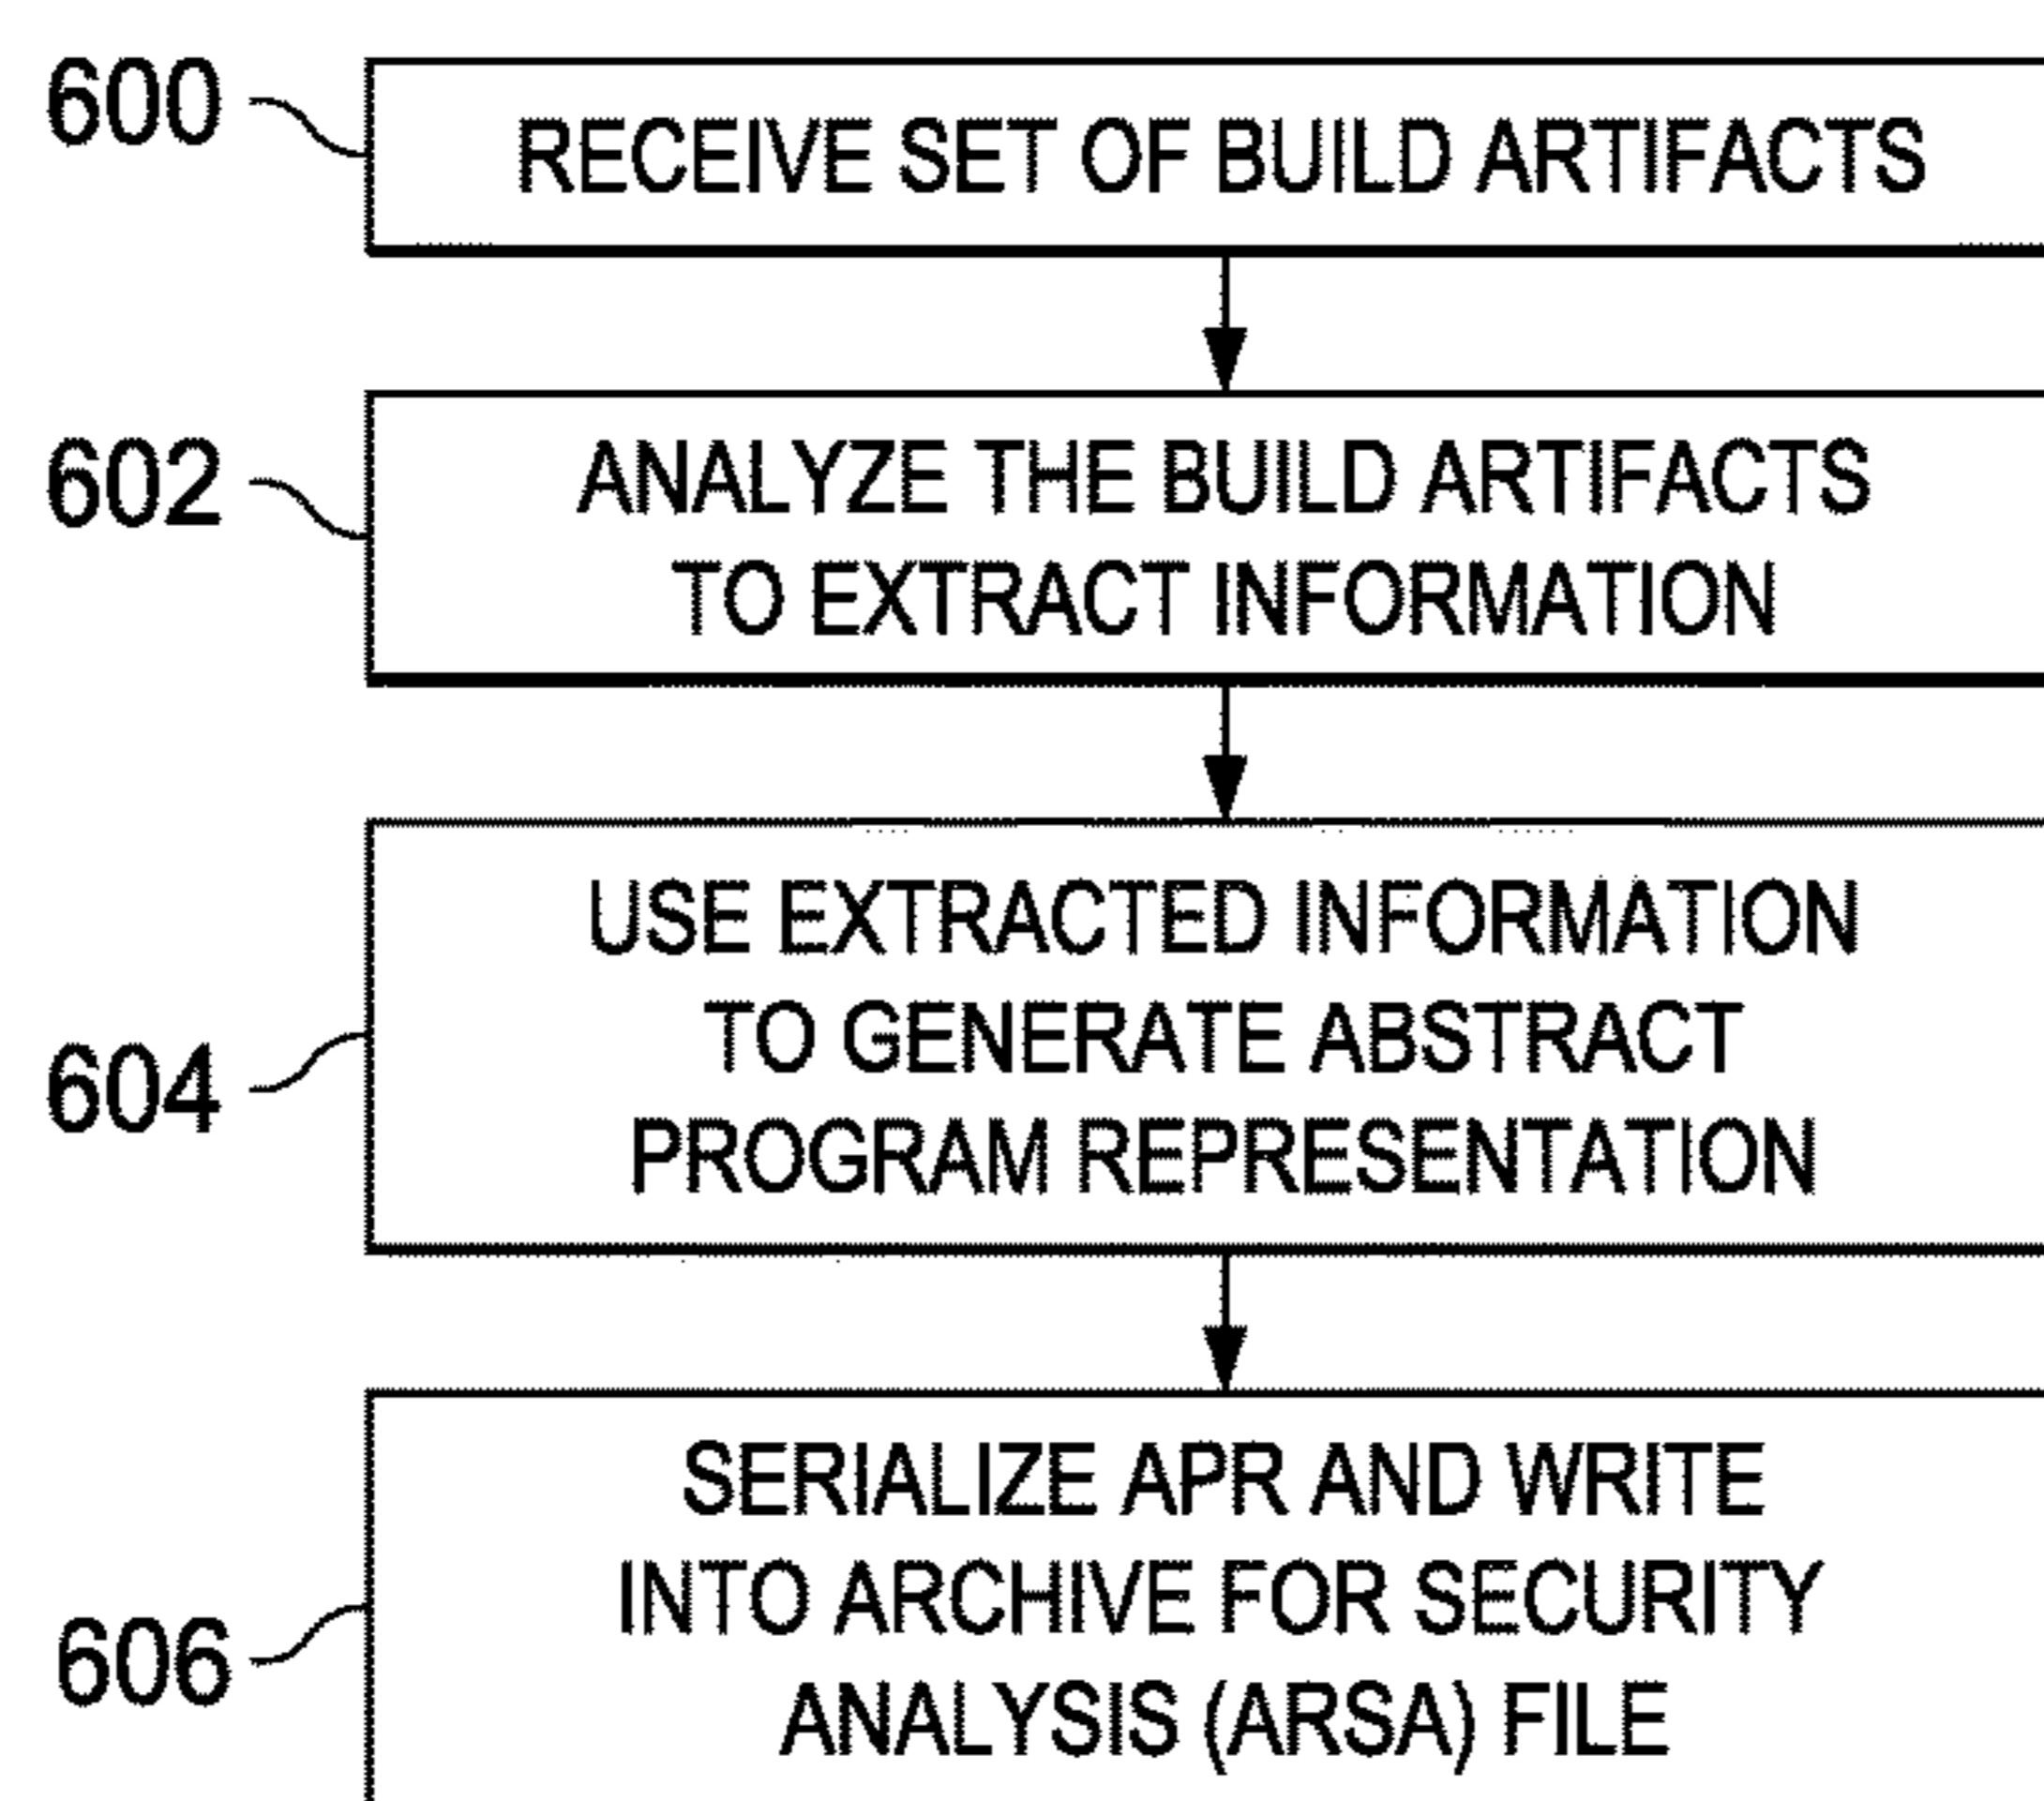 600
RECEIVE SET OF BUILD ARTIFACTS
602
ANALYZE THE BUILD ARTIFACTS
TO EXTRACT INFORMATION
604
USE EXTRACTED INFORMATION
TO GENERATE ABSTRACT
PROGRAM REPRESENTATION
606
SERIALIZE APR AND WRITE
INTO ARCHIVE FOR SECURITY
ANALYSIS (ARSA) FILE